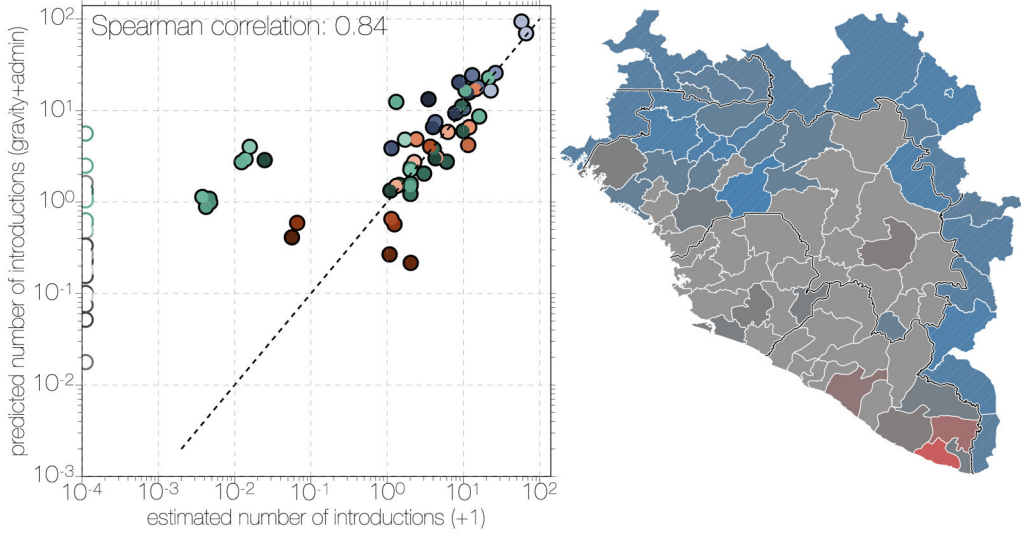 Spearman correlation: 0.84
predicted number of introductions (gravity+admin)
10²
10¹
10⁰
10⁻¹
10⁻²
10⁻³
10⁻⁴ 10⁻³ 10⁻² 10⁻¹ 10⁰ 10¹ 10²
estimated number of introductions (+1)